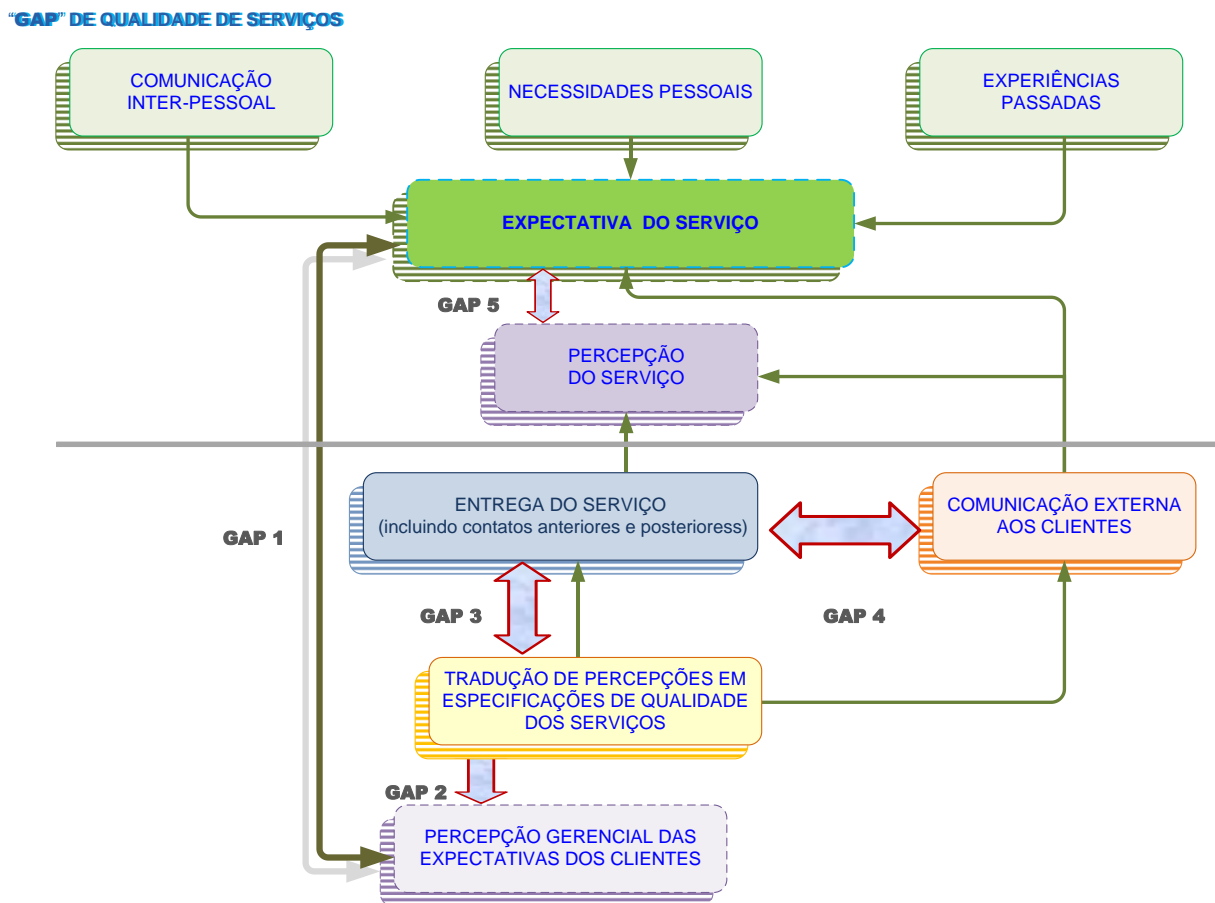 “GAP” DE QUALIDADE DE SERVIÇOS
COMUNICAÇÃO
INTER-PESSOAL
NECESSIDADES PESSOAIS
EXPERIÊNCIAS
PASSADAS
EXPECTATIVA DO SERVIÇO
GAP 5
PERCEPÇÃO
DO SERVIÇO
ENTREGA DO SERVIÇO
(incluindo contatos anteriores e posterioress)
COMUNICAÇÃO EXTERNA
AOS CLIENTES
GAP 1
GAP 3
GAP 4
TRADUÇÃO DE PERCEPÇÕES EM
ESPECIFICAÇÕES DE QUALIDADE
DOS SERVIÇOS
GAP 2
PERCEPÇÃO GERENCIAL DAS
EXPECTATIVAS DOS CLIENTES